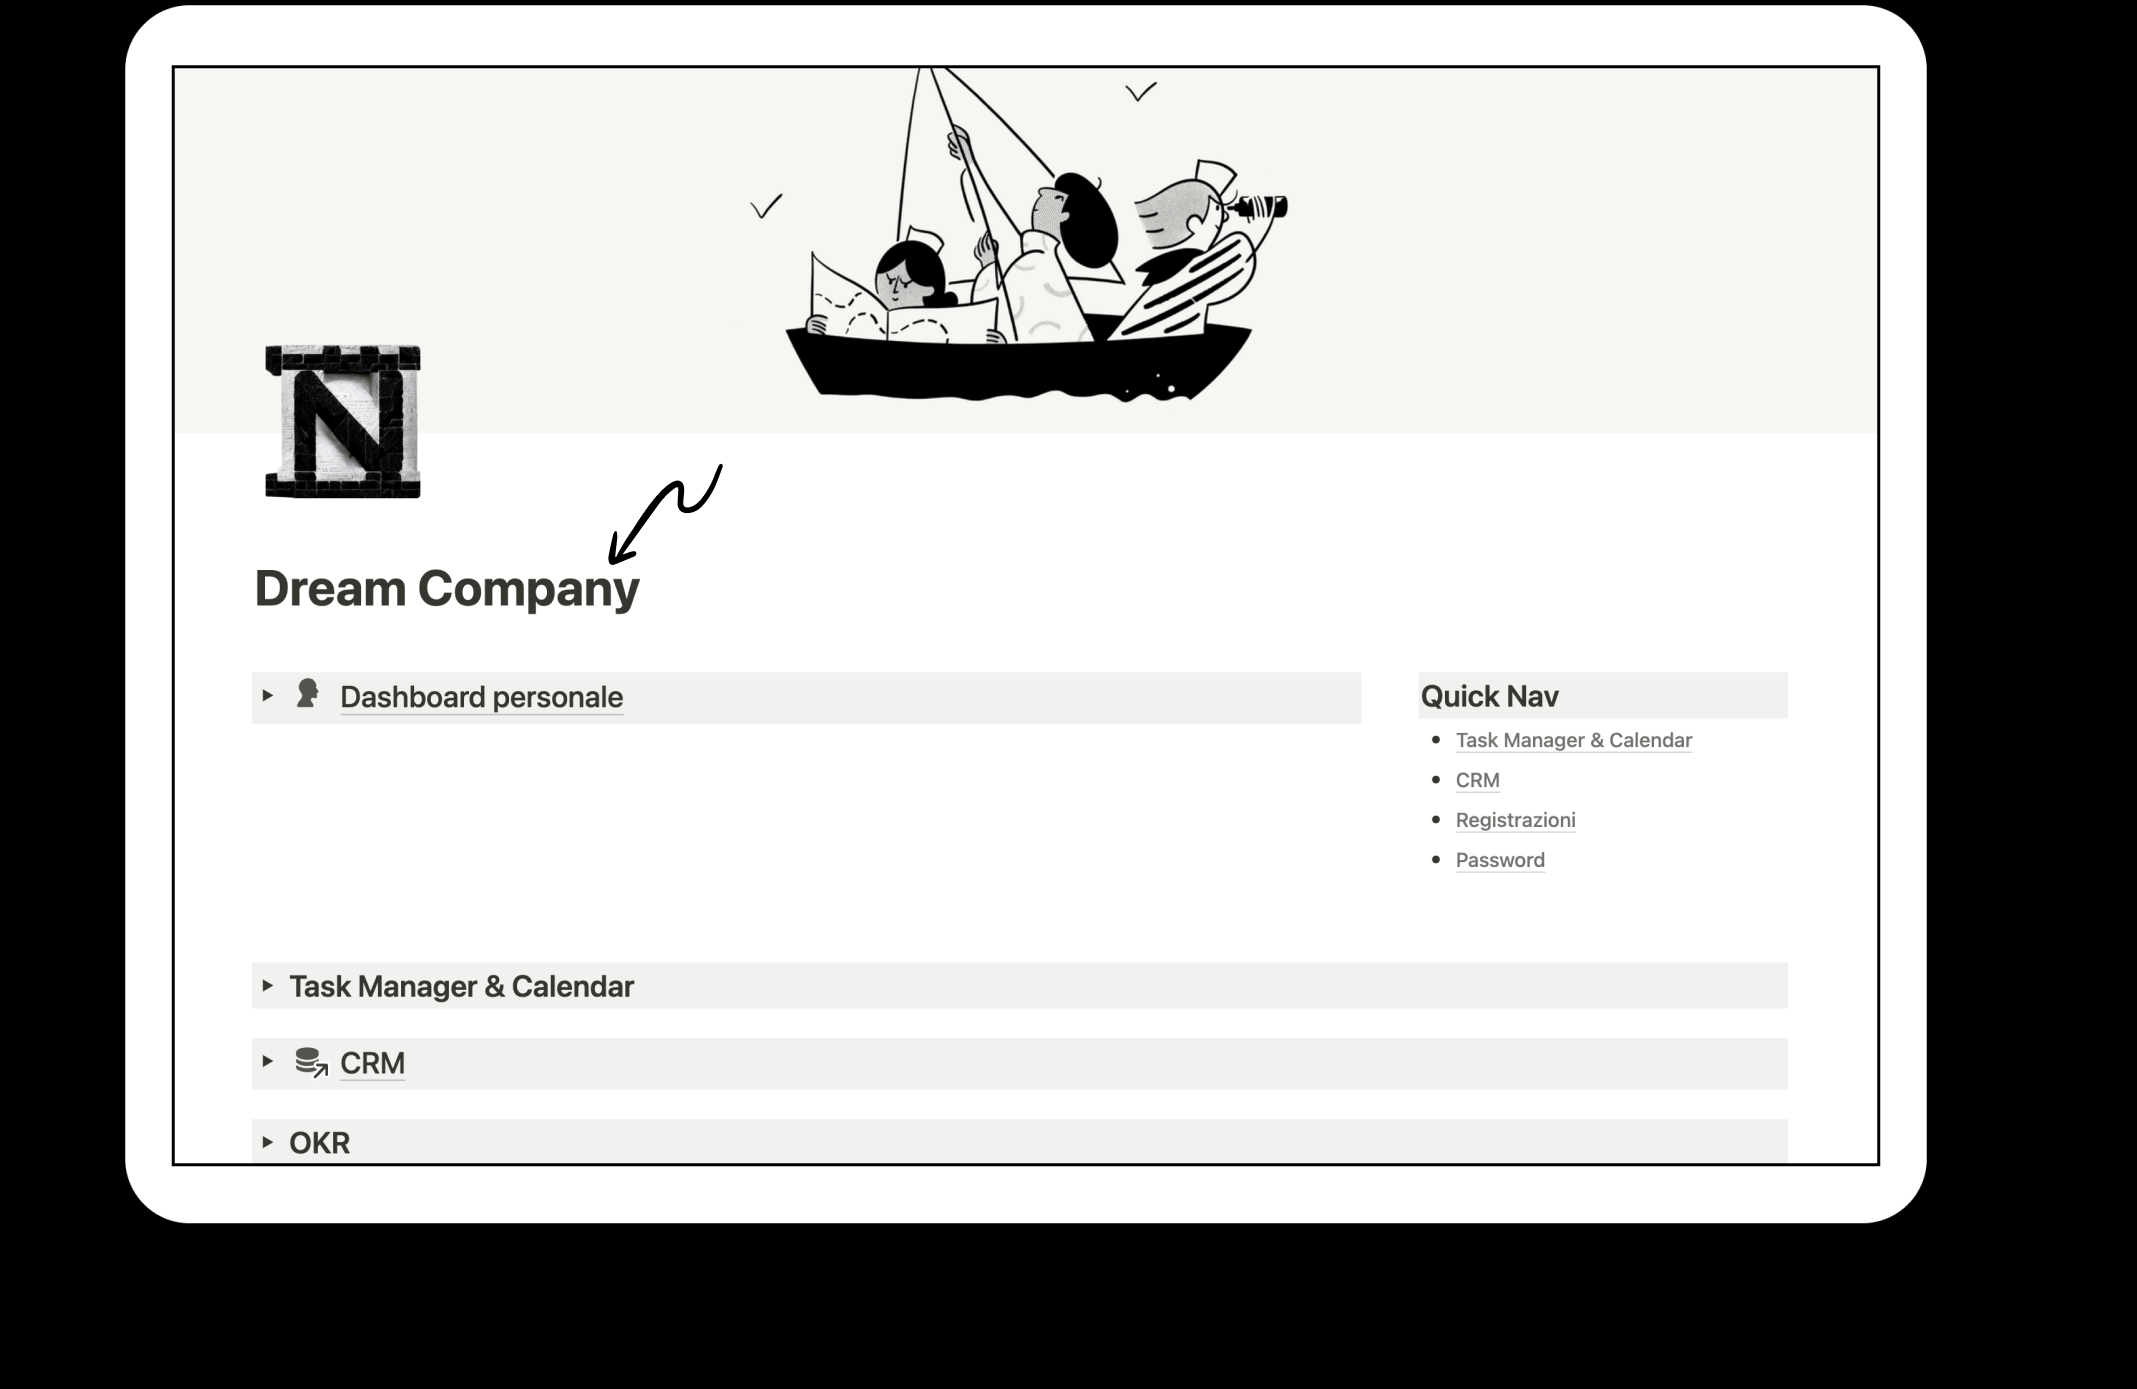 N
Dream Company
Dashboard personale
Quick Nav
Task Manager & Calendar
CRM
Registrazioni
Password
Task Manager & Calendar
CRM
OKR